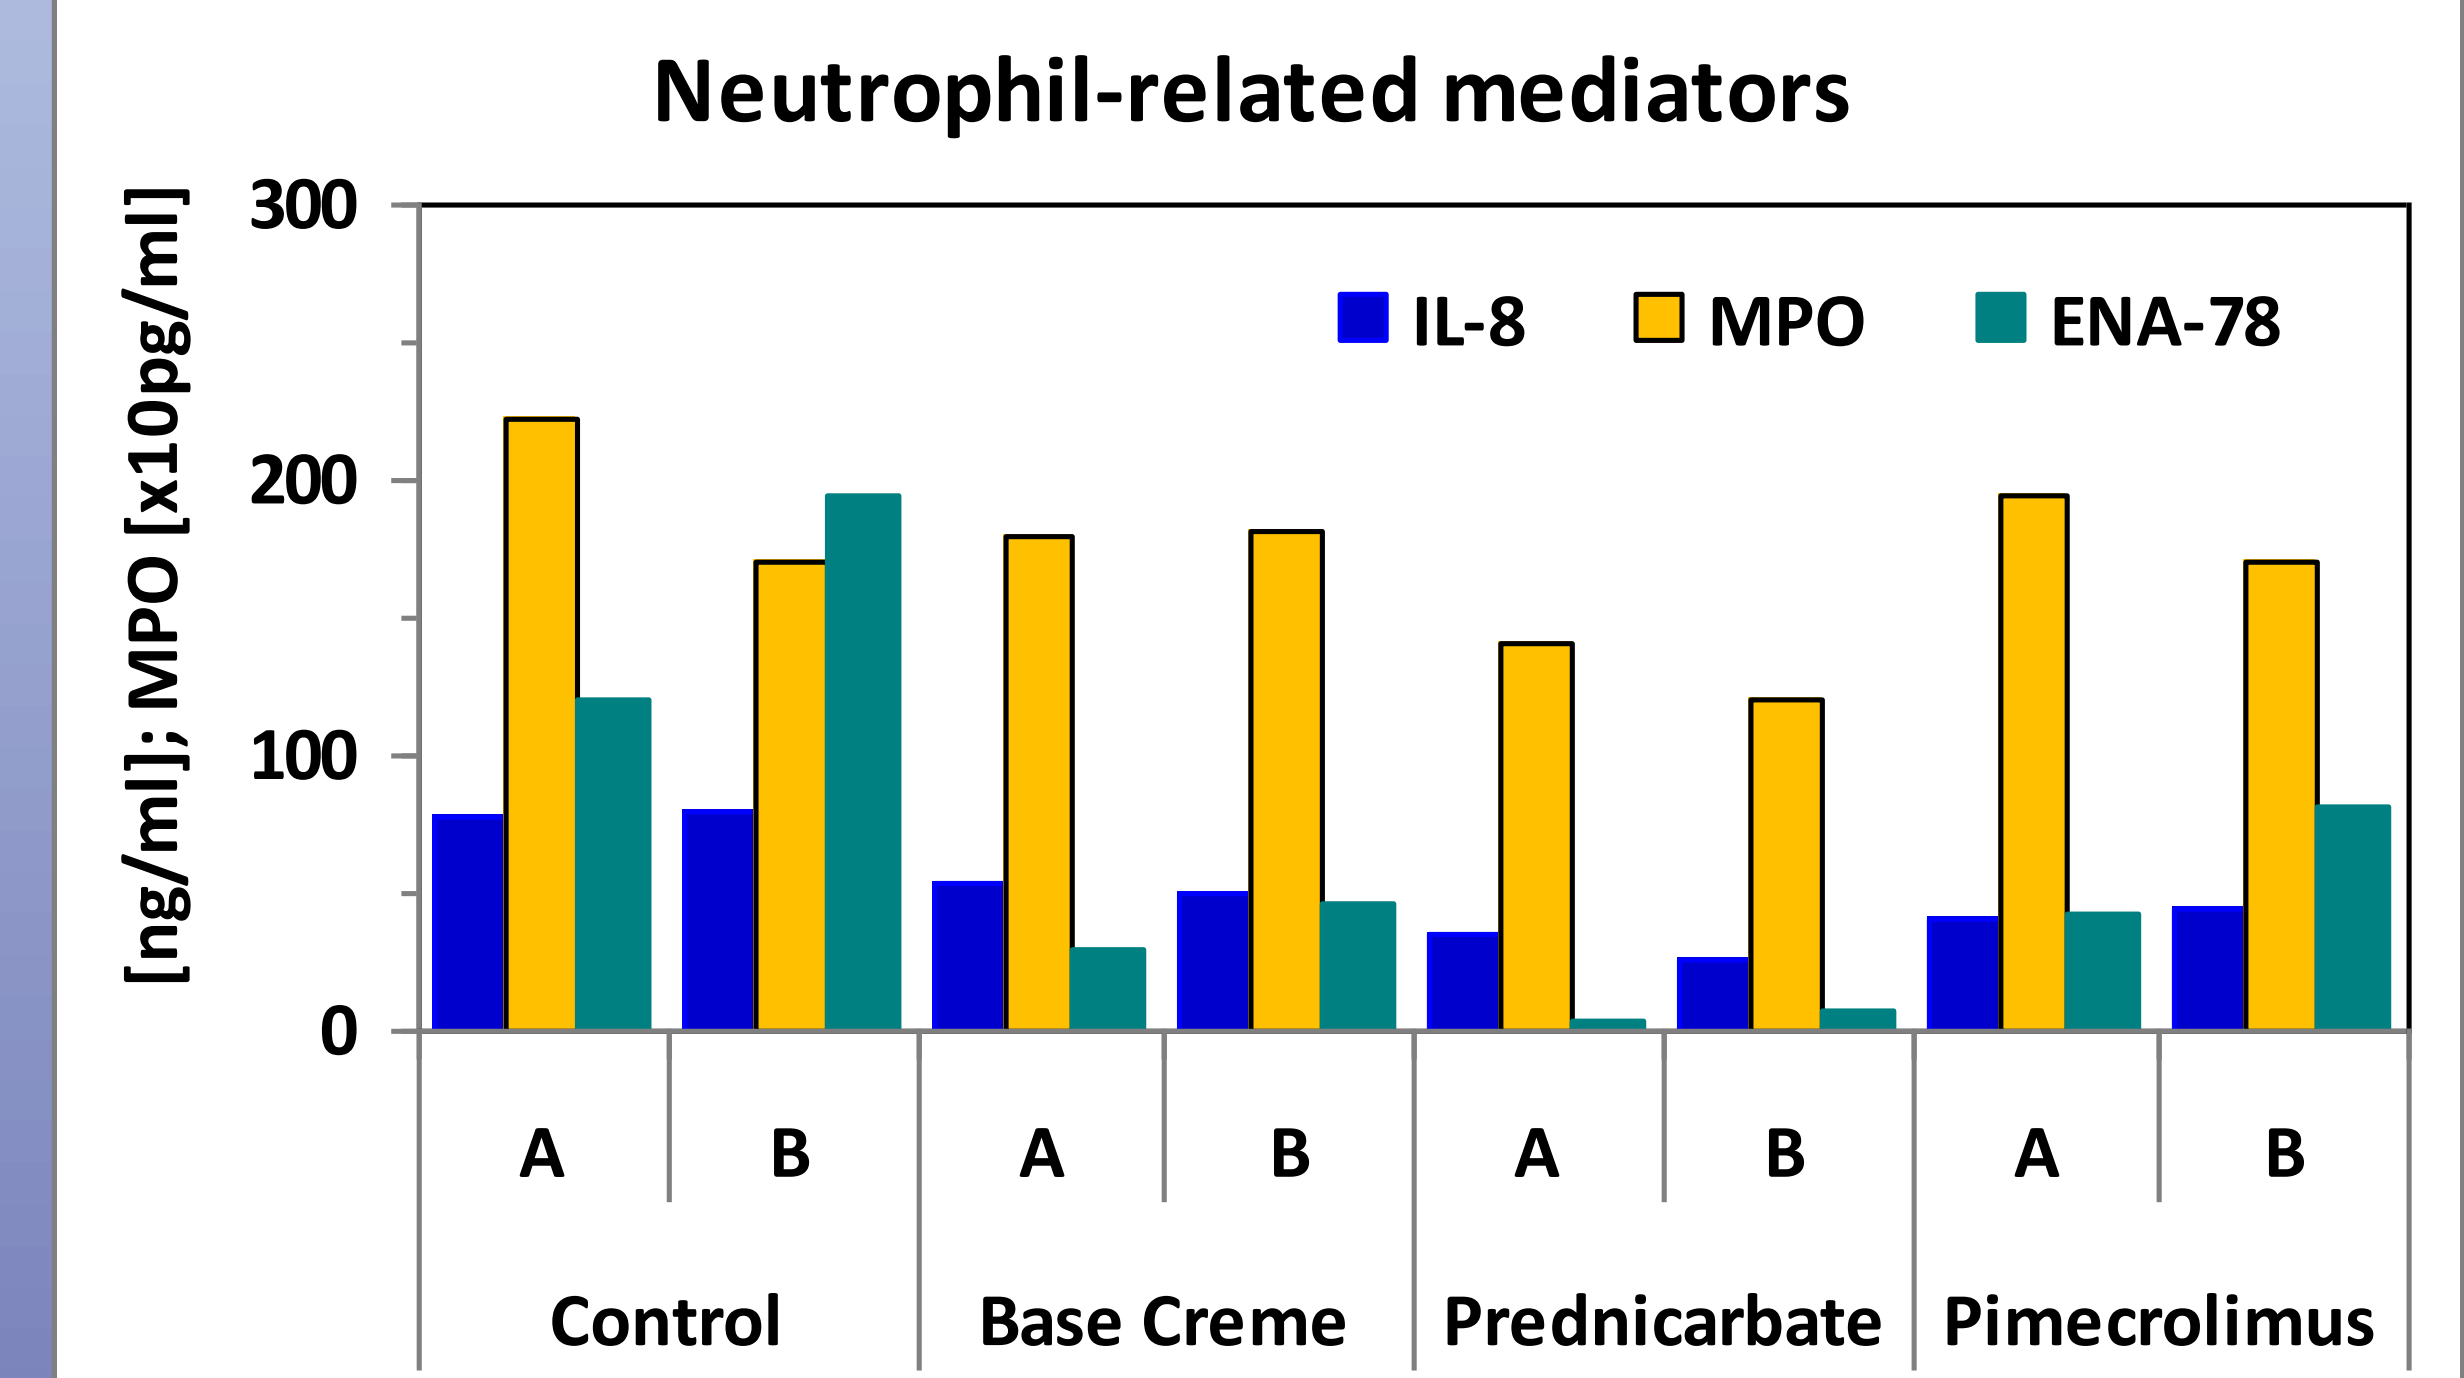 Neutrophil-related mediators
[ng/ml]; MPO [x10pg/ml]
300
200
100
0
IL-8 MPO ENA-78
A B A B A B A B
Control Base Creme Prednicarbate Pimecrolimus